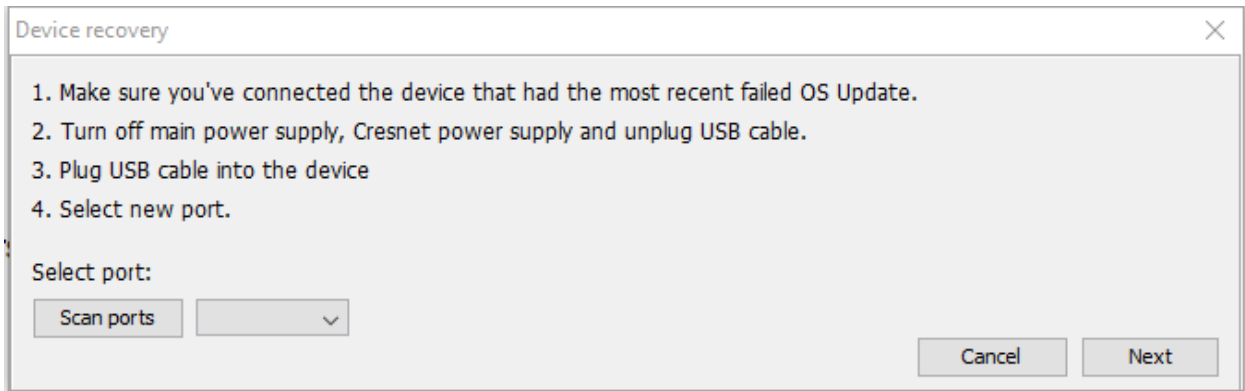 Device recovery
1. Make sure you've connected the device that had the most recent failed OS Update.
2. Turn off main power supply, Cresnet power supply and unplug USB cable.
3. Plug USB cable into the device
4. Select new port.
Select port:
Scan ports
Cancel Next